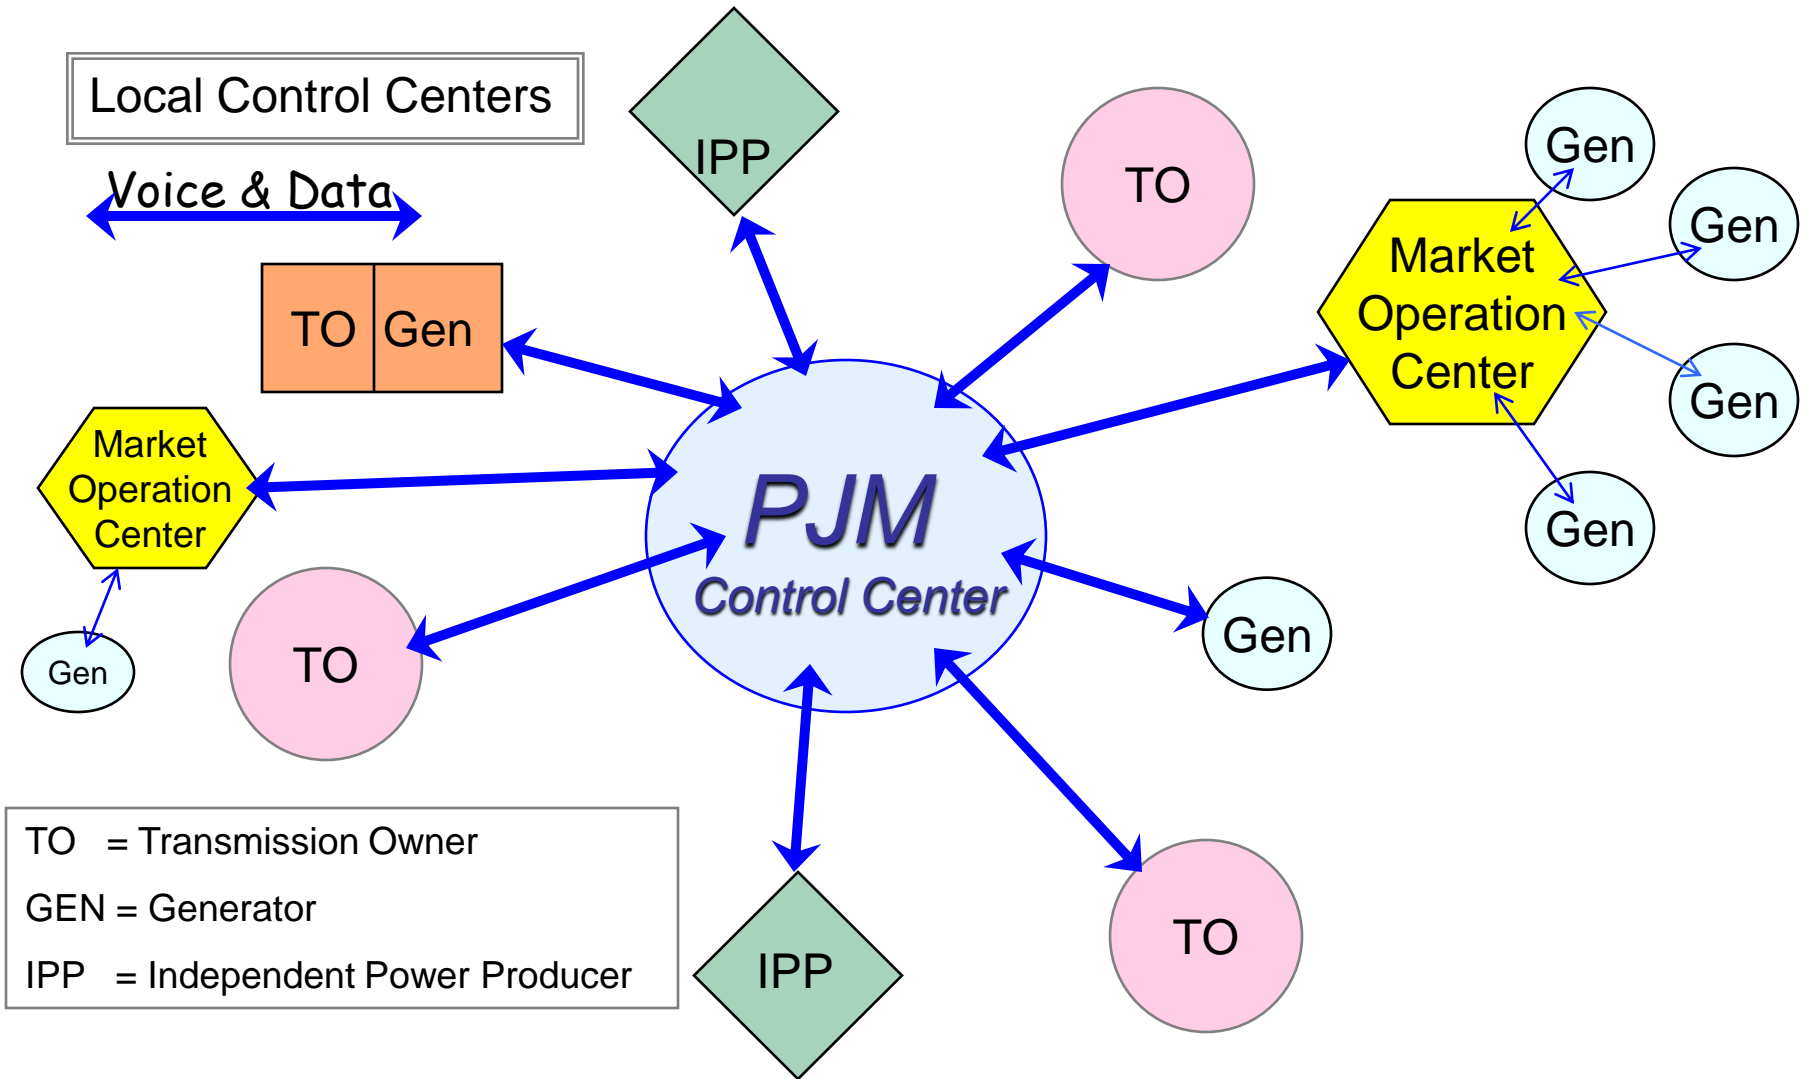 Local Control Centers
Voice & Data
IPP
TO
Gen
Gen
Market
Operation
Center
Gen
Gen
TO Gen
Market
Operation
Center
Gen
TO
PJM
Control Center
Gen
TO
IPP
TO = Transmission Owner
GEN = Generator
IPP = Independent Power Producer